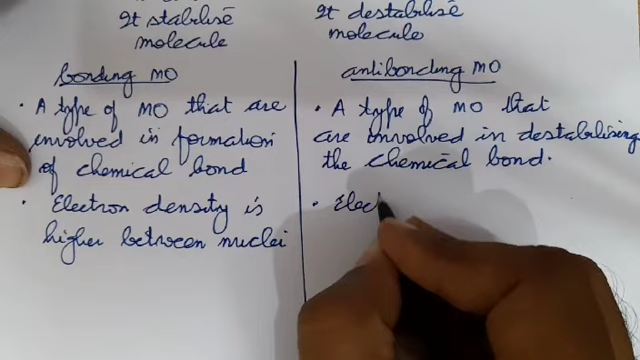 It stabilise
molecule
It destabilise
molecule
bonding MO
• A type of MO that are
involved in formation
of chemical bond
• Electron density is
higher between nuclei
antibonding MO
• A type of MO that
are involved in destabilising
the chemical bond.
• Elect